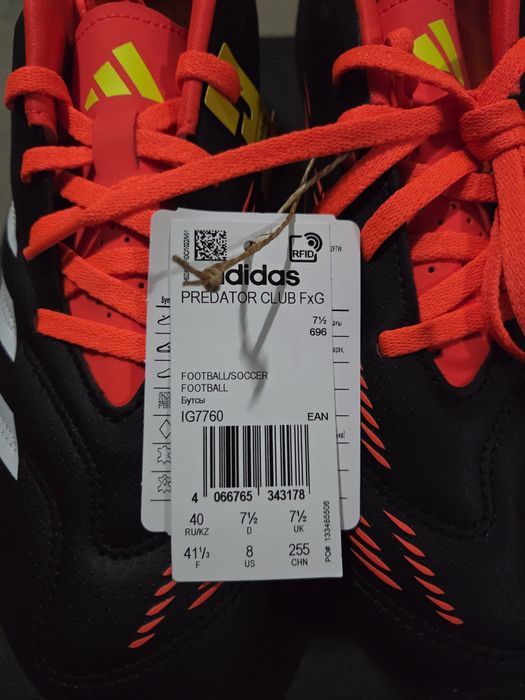 adidas
RFID
PREDATOR CLUB FxG
7½
696
FOOTBALL/SOCCER
FOOTBALL
Бутсы
IG7760 EAN
4 066765 343178
40 7½ 7½
RU/KZ D UK
41⅓ 8 255
F US CHN
PO# 133485506